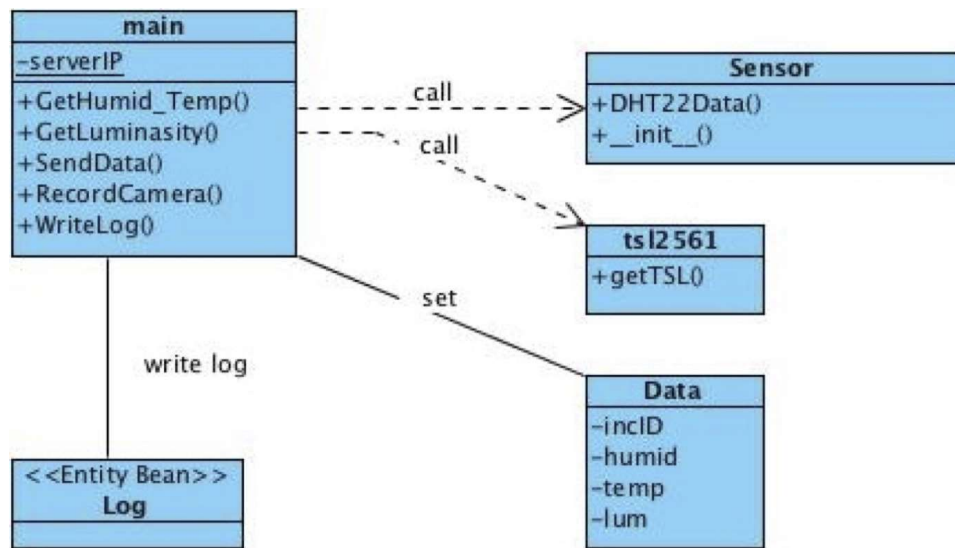 main
-serverIP
+GetHumid_Temp()
+GetLuminasity()
+SendData()
+RecordCamera()
+WriteLog()
call
call
Sensor
+DHT22Data()
+__init__()
tsl2561
+getTSL()
set
write log
Data
-incID
-humid
-temp
-lum
<<Entity Bean>>
Log